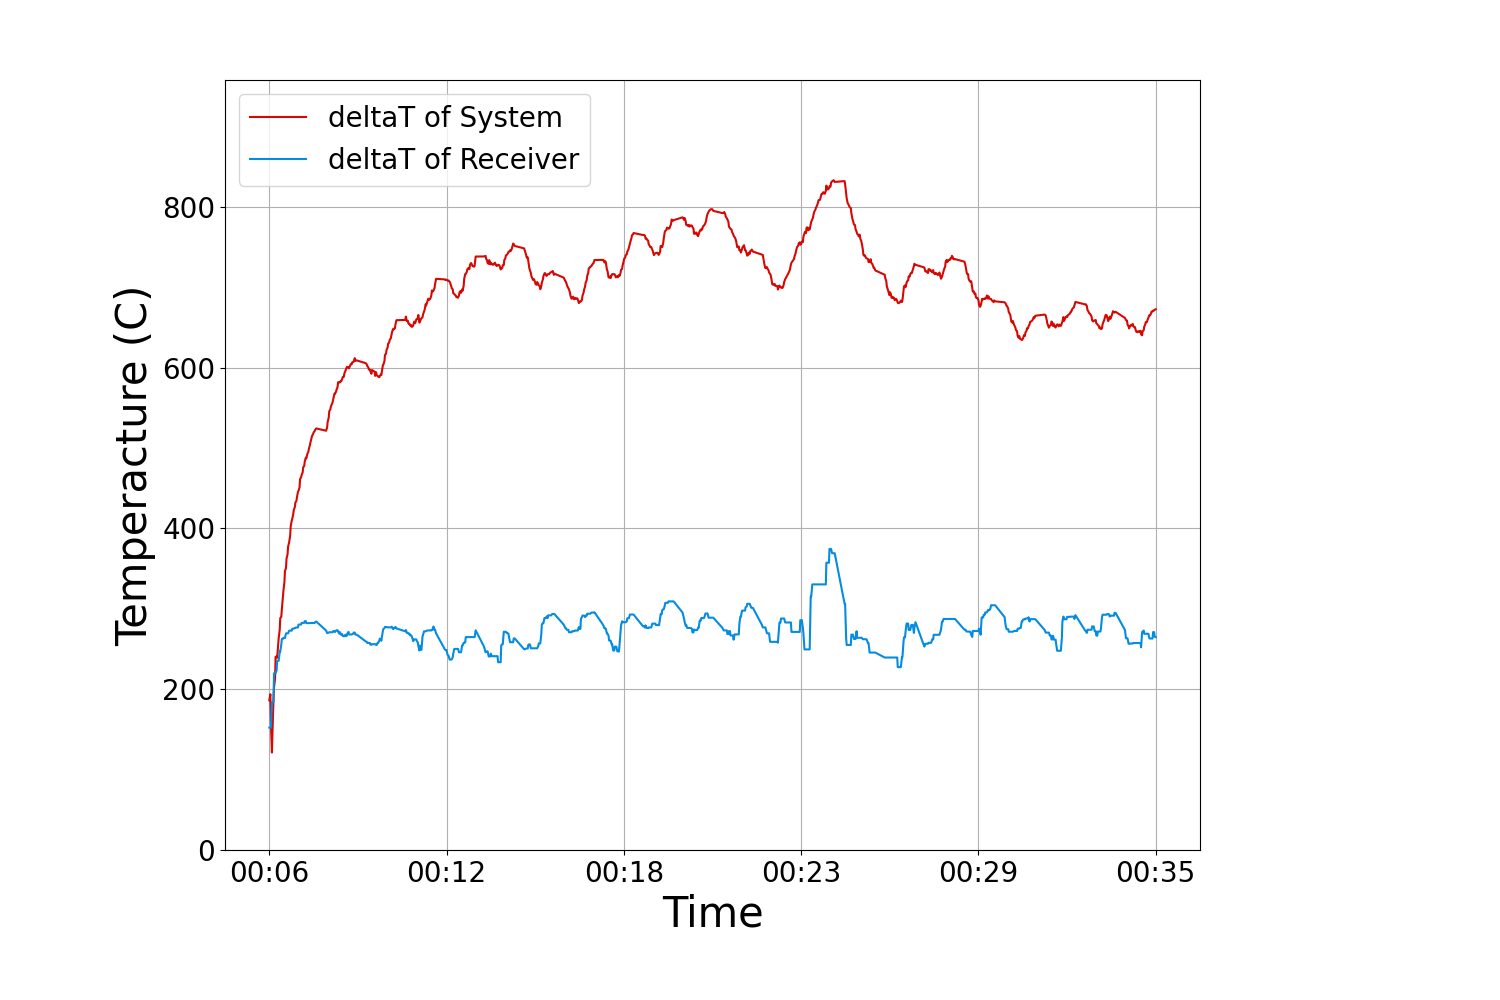 deltaT of System
deltaT of Receiver
Temperacture (C)
800
600
400
200
0
00:06 00:12 00:18 00:23 00:29 00:35
Time